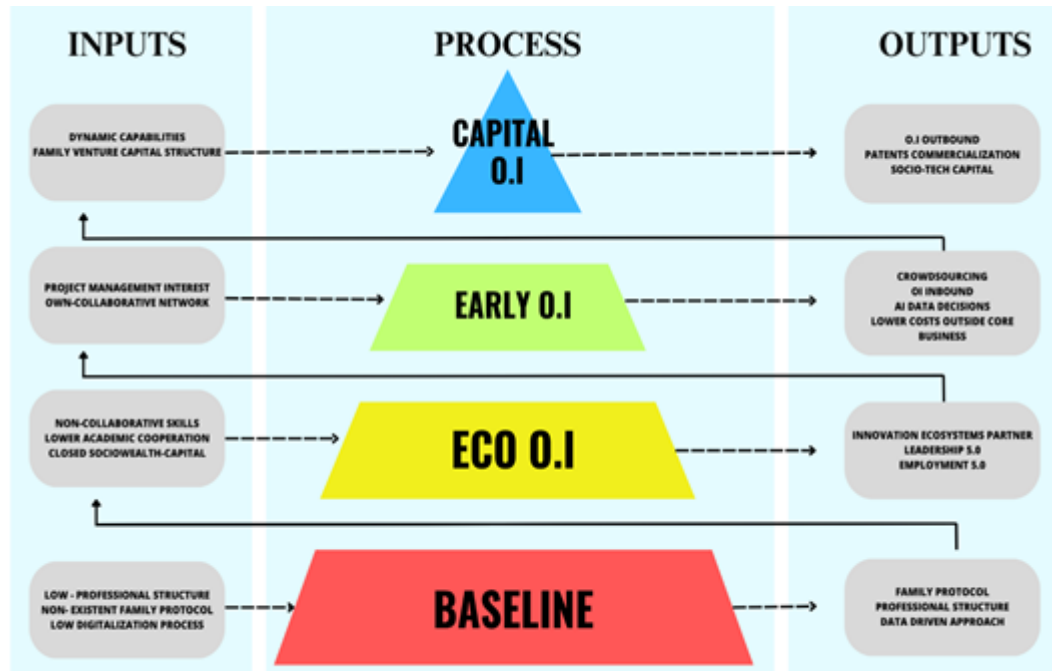 INPUTS
PROCESS
OUTPUTS
DYNAMIC CAPABILITIES
FAMILY VENTURE CAPITAL STRUCTURE
CAPITAL
O.I
O.I OUTBOUND
PATENTS COMMERCIALIZATION
SOCIO-TECH CAPITAL
PROJECT MANAGEMENT INTEREST
OWN-COLLABORATIVE NETWORK
EARLY O.I
CROWDSOURCING
OI INBOUND
AI DATA DECISIONS
LOWER COSTS OUTSIDE CORE
BUSINESS
NON-COLLABORATIVE SKILLS
LOWER ACADEMIC COOPERATION
CLOSED SOCIOWEALTH-CAPITAL
ECO O.I
INNOVATION ECOSYSTEMS PARTNER
LEADERSHIP 5.0
EMPLOYMENT 5.0
LOW - PROFESSIONAL STRUCTURE
NON- EXISTENT FAMILY PROTOCOL
LOW DIGITALIZATION PROCESS
BASELINE
FAMILY PROTOCOL
PROFESSIONAL STRUCTURE
DATA DRIVEN APPROACH